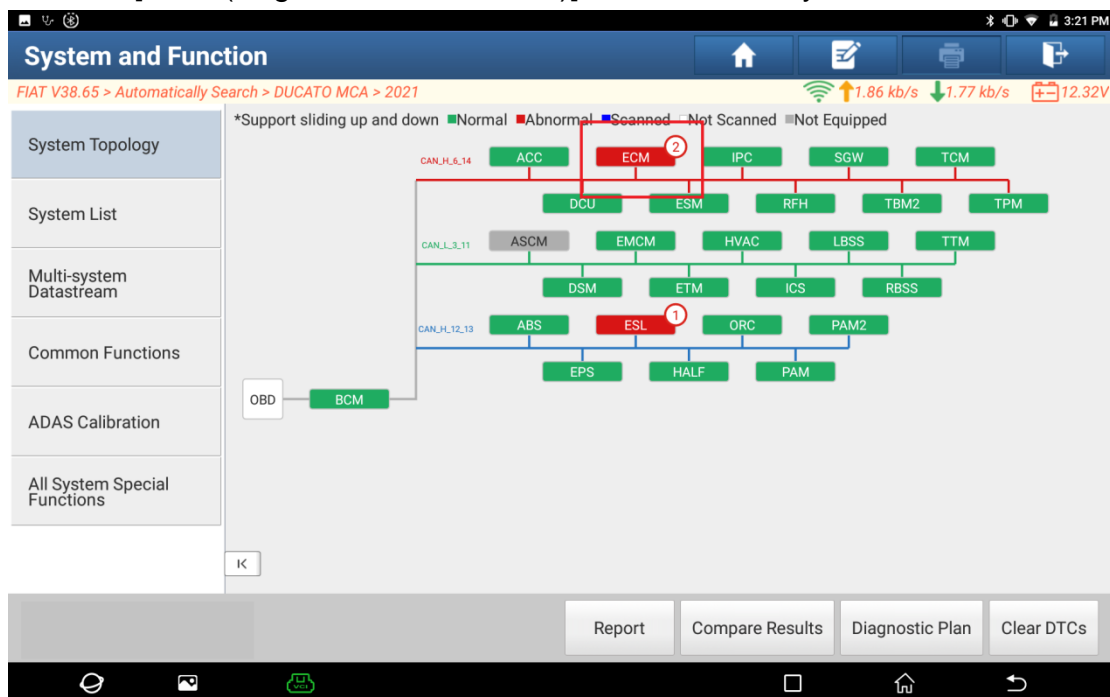 3:21 PM
System and Function
FIAT V38.65 > Automatically Search > DUCATO MCA > 2021
1.86 kb/s 1.77 kb/s 12.32V
*Support sliding up and down Normal Abnormal Scanned Not Scanned Not Equipped
System Topology
System List
Multi-system
Datastream
Common Functions
ADAS Calibration
All System Special
Functions
CAN_H_6_14 ACC ECM 2 IPC SGW TCM
DCU ESM RFH TBM2 TPM
CAN_L_3_11 ASCM EMCM HVAC LBSS TTM
DSM ETM ICS RBSS
CAN_H_12_13 ABS ESL 1 ORC PAM2
EPS HALF PAM
OBD BCM
Report Compare Results Diagnostic Plan Clear DTCs
VCI